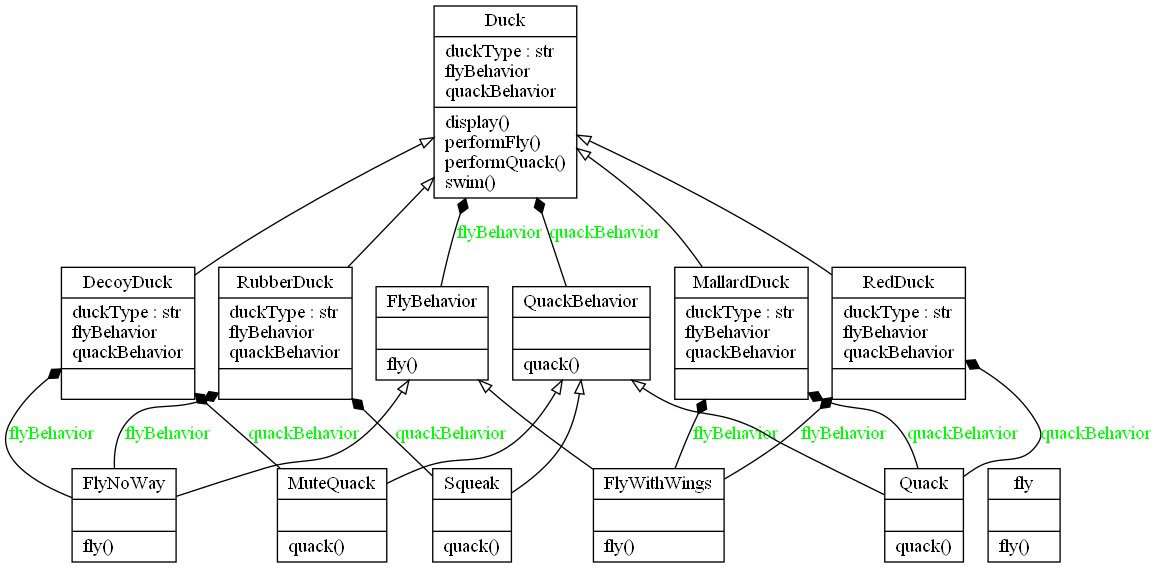 Duck
duckType : str
flyBehavior
quackBehavior
display()
performFly()
performQuack()
swim()
flyBehavior
quackBehavior
DecoyDuck
duckType : str
flyBehavior
quackBehavior
RubberDuck
duckType : str
flyBehavior
quackBehavior
FlyBehavior
fly()
QuackBehavior
quack()
MallardDuck
duckType : str
flyBehavior
quackBehavior
RedDuck
duckType : str
flyBehavior
quackBehavior
flyBehavior
flyBehavior
quackBehavior
quackBehavior
flyBehavior
flyBehavior
quackBehavior
quackBehavior
FlyNoWay
fly()
MuteQuack
quack()
Squeak
quack()
FlyWithWings
fly()
Quack
quack()
fly
fly()